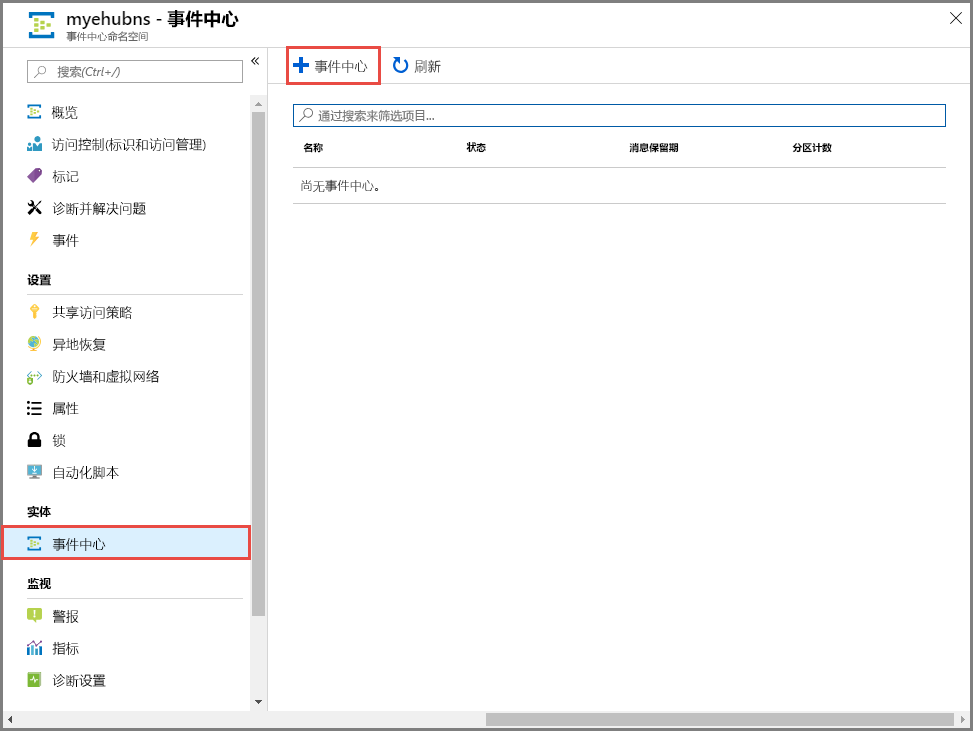 myehubns - 事件中心
事件中心命名空间
搜索(Ctrl+/)
概览
访问控制(标识和访问管理)
标记
诊断并解决问题
事件
设置
共享访问策略
异地恢复
防火墙和虚拟网络
属性
锁
自动化脚本
实体
事件中心
监视
警报
指标
诊断设置
事件中心 刷新
通过搜索来筛选项目...
名称 状态 消息保留期 分区计数
尚无事件中心。